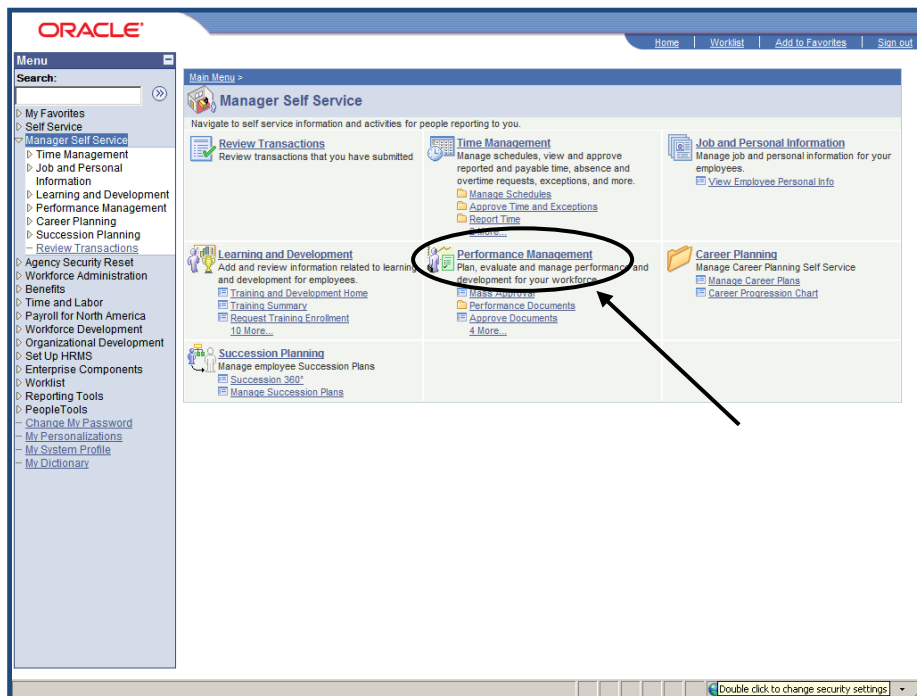 ORACLE
Home | Worklist | Add to Favorites | Sign out
Menu
Search:
My Favorites
Self Service
Manager Self Service
Time Management
Job and Personal
Information
Learning and Development
Performance Management
Career Planning
Succession Planning
Review Transactions
Agency Security Reset
Workforce Administration
Benefits
Time and Labor
Payroll for North America
Workforce Development
Organizational Development
Set Up HRMS
Enterprise Components
Worklist
Reporting Tools
PeopleTools
Change My Password
My Personalizations
My System Profile
My Dictionary
Main Menu >
Manager Self Service
Navigate to self service information and activities for people reporting to you.
Review Transactions
Review transactions that you have submitted
Time Management
Manage schedules, view and approve
reported and payable time, absence and
overtime requests, exceptions, and more.
Manage Schedules
Approve Time and Exceptions
Report Time
More...
Job and Personal Information
Manage job and personal information for your
employees.
View Employee Personal Info
Learning and Development
Add and review information related to learning
and development for employees.
Training and Development Home
Training Summary
Request Training Enrollment
10 More...
Performance Management
Plan, evaluate and manage performance and
development for your workforce.
Mass Approval
Performance Documents
Approve Documents
4 More...
Career Planning
Manage Career Planning Self Service
Manage Career Plans
Career Progression Chart
Succession Planning
Manage employee Succession Plans
Succession 360°
Manage Succession Plans
Double click to change security settings